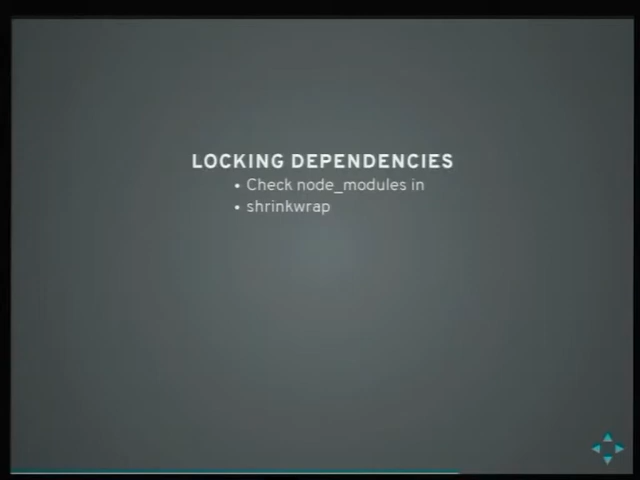 LOCKING DEPENDENCIES
• Check node_modules in
• shrinkwrap